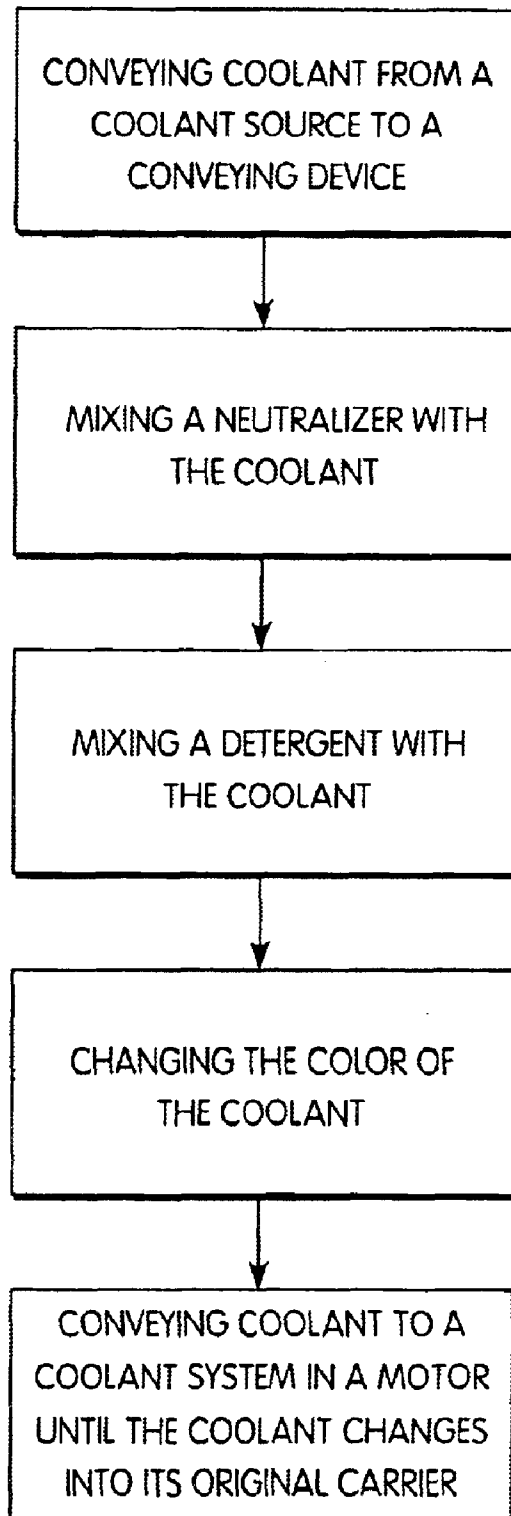 CONVEYING COOLANT FROM A
COOLANT SOURCE TO A
CONVEYING DEVICE
MIXING A NEUTRALIZER WITH
THE COOLANT
MIXING A DETERGENT WITH
THE COOLANT
CHANGING THE COLOR OF
THE COOLANT
CONVEYING COOLANT TO A
COOLANT SYSTEM IN A MOTOR
UNTIL THE COOLANT CHANGES
INTO ITS ORIGINAL CARRIER